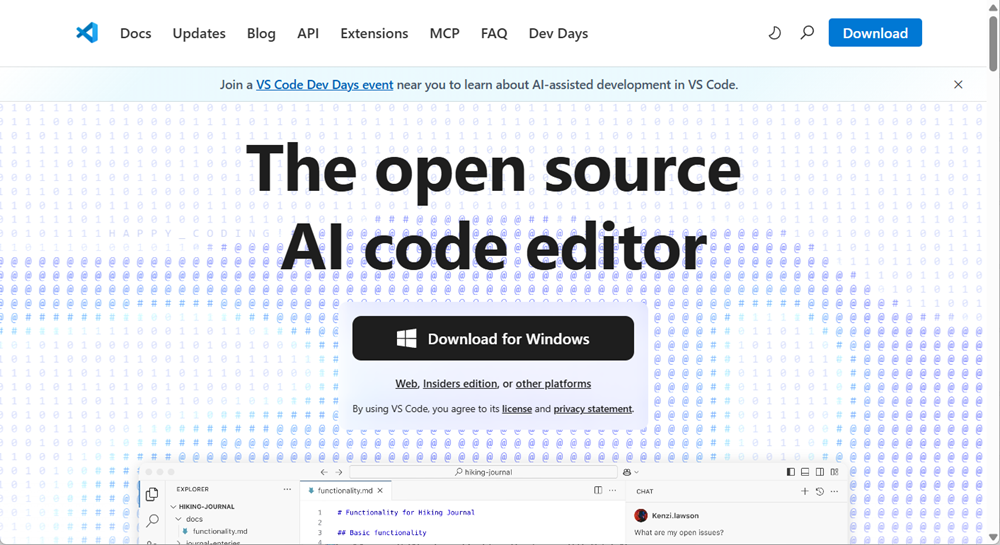 Docs Updates Blog API Extensions MCP FAQ Dev Days Download
Join a VS Code Dev Days event near you to learn about AI-assisted development in VS Code.
The open source
AI code editor
Download for Windows
Web, Insiders edition, or other platforms
By using VS Code, you agree to its license and privacy statement.
hiking-journal
EXPLORER
functionality.md
CHAT
HIKING-JOURNAL
docs
functionality.md
journal-enteries
1 # Functionality for Hiking Journal
2
3 ## Basic functionality
Kenzi.lawson
What are my open issues?